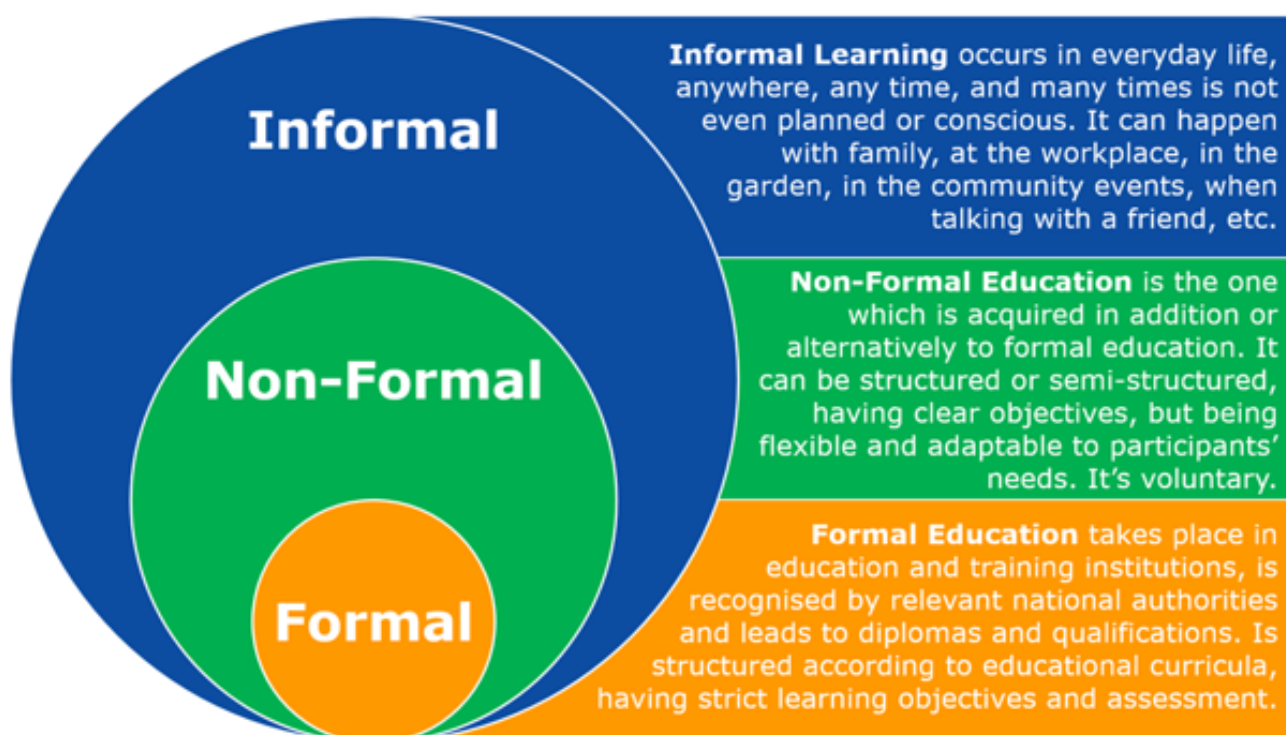 Informal
Non-Formal
Formal
Informal Learning occurs in everyday life,
anywhere, any time, and many times is not
even planned or conscious. It can happen
with family, at the workplace, in the
garden, in the community events, when
talking with a friend, etc.
Non-Formal Education is the one
which is acquired in addition or
alternatively to formal education. It
can be structured or semi-structured,
having clear objectives, but being
flexible and adaptable to participants’
needs. It’s voluntary.
Formal Education takes place in
education and training institutions, is
recognised by relevant national authorities
and leads to diplomas and qualifications. Is
structured according to educational curricula,
having strict learning objectives and assessment.